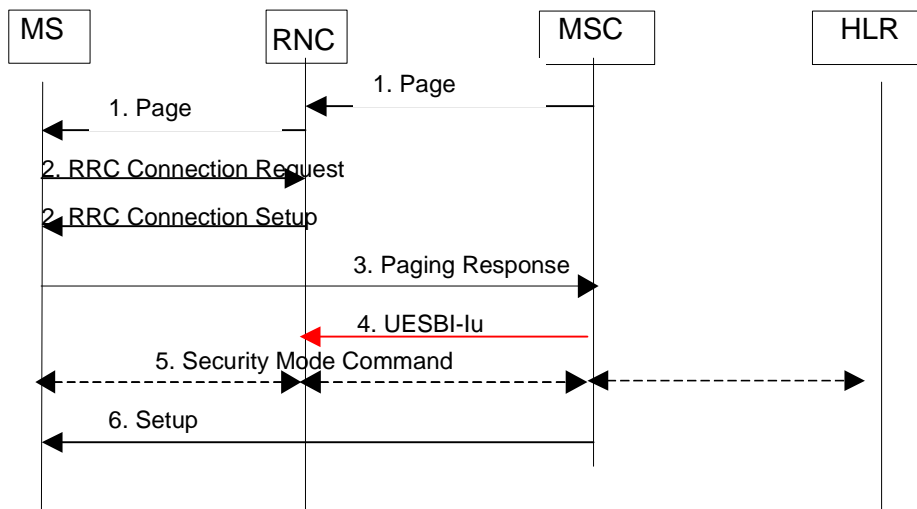 MS
RNC
MSC
HLR
1. Page
1. Page
2. RRC Connection Request
2. RRC Connection Setup
3. Paging Response
4. UESBI-Iu
5. Security Mode Command
6. Setup